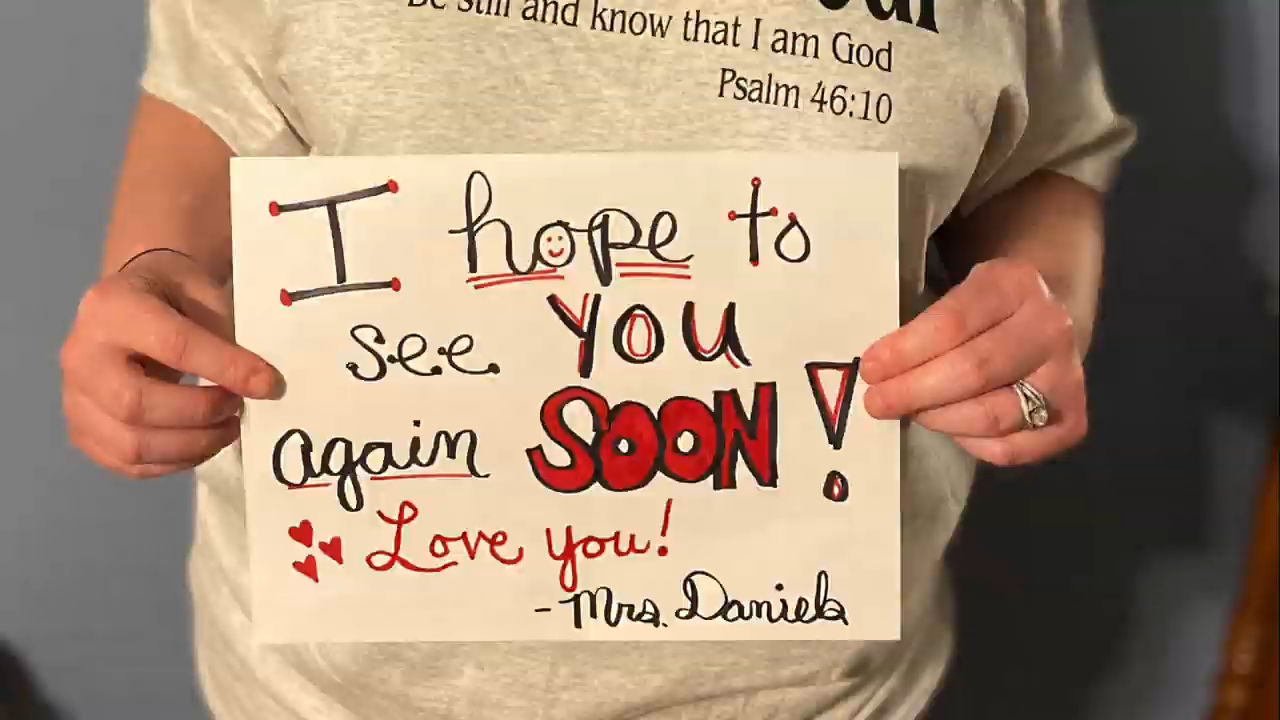 still and know that I am God
Psalm 46:10
I hope to
see you
again SOON!
Love you!
- Mrs. Daniels